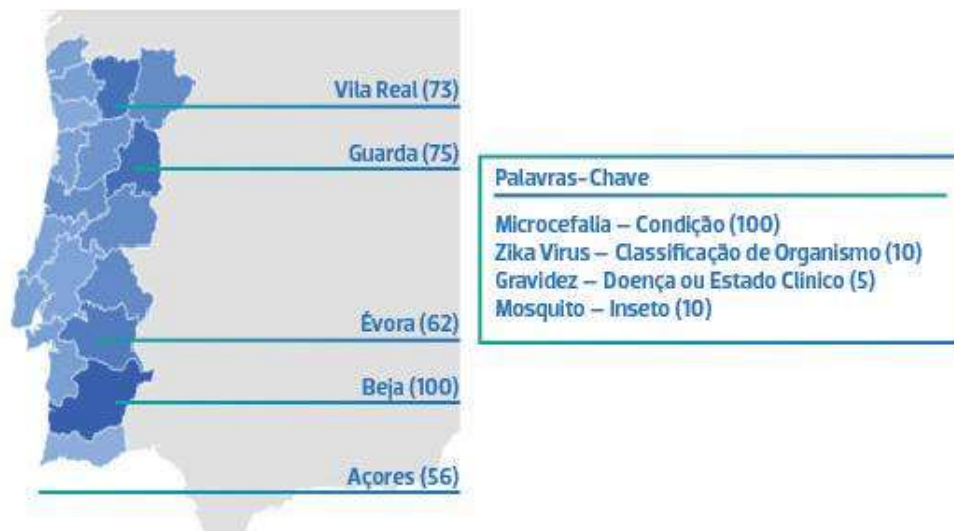 Vila Real (73)
Guarda (75)
Évora (62)
Beja (100)
Açores (56)
Palavras-Chave
Microcefalia – Condição (100)
Zika Virus – Classificação de Organismo (10)
Gravidez – Doença ou Estado Clínico (5)
Mosquito – Inseto (10)